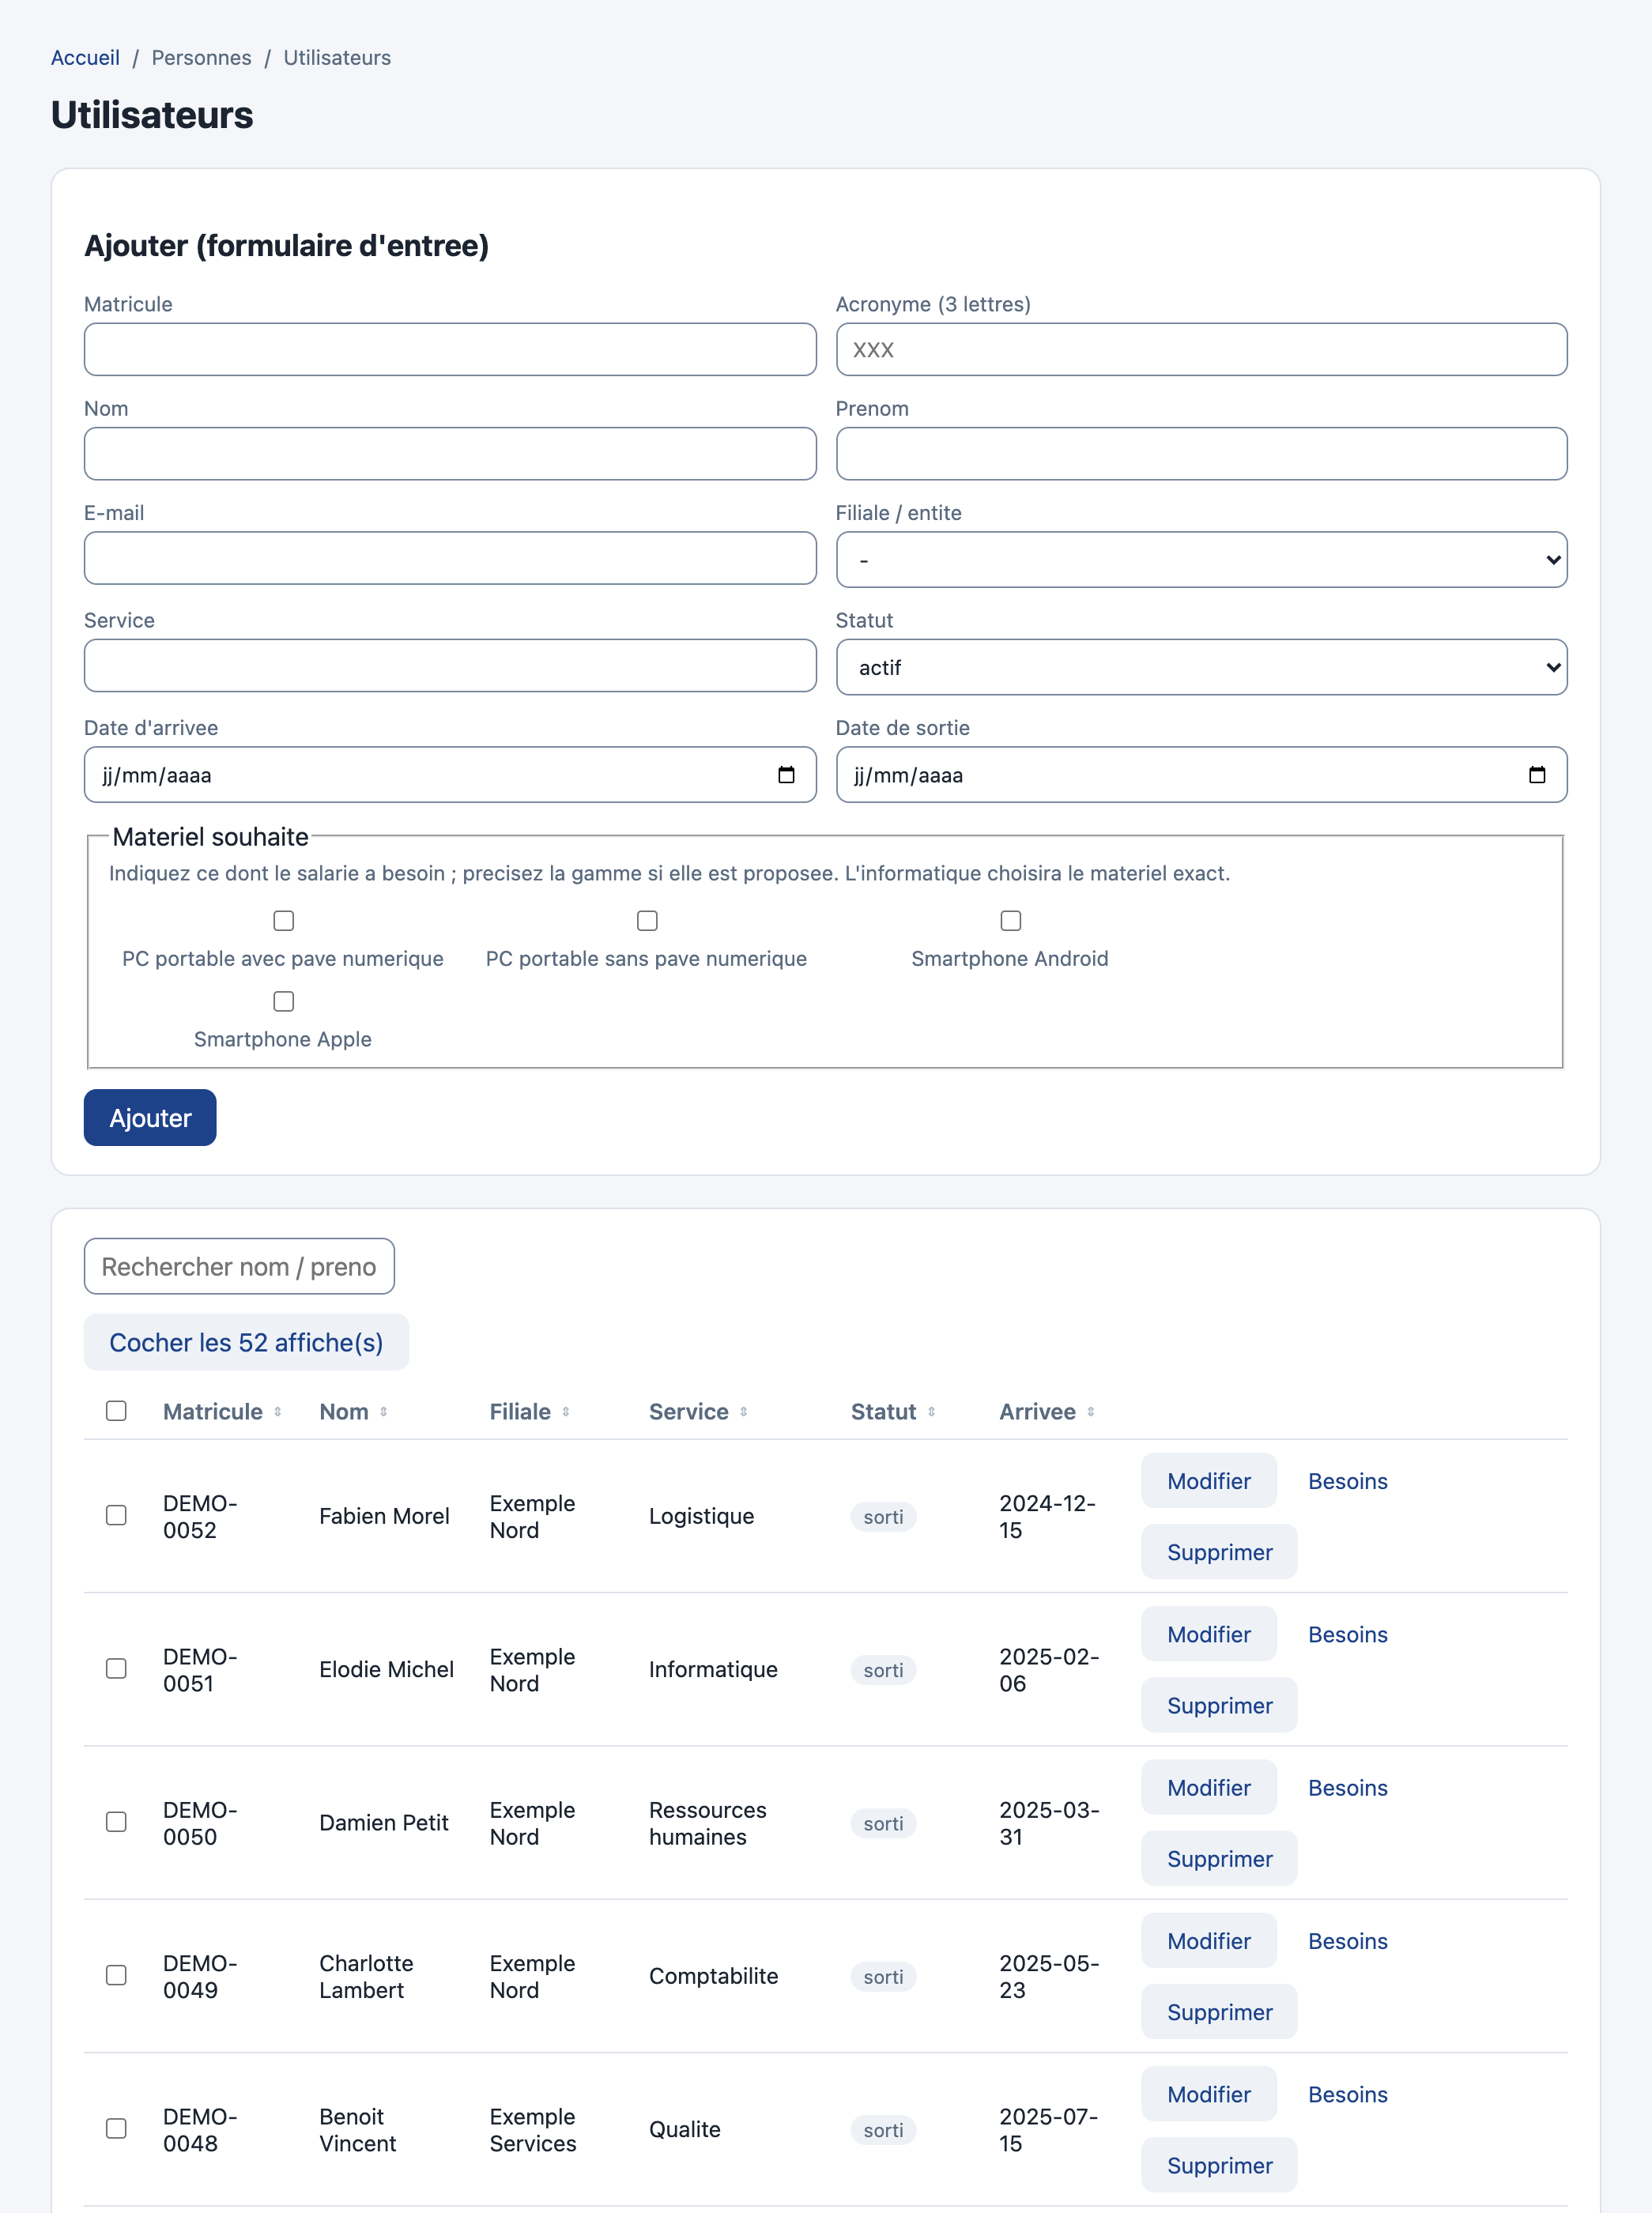 Accueil / Personnes / Utilisateurs
Utilisateurs
Ajouter (formulaire d'entree)
Matricule
Acronyme (3 lettres)
XXX
Nom
Prenom
E-mail
Filiale / entite
-
Service
Statut
actif
Date d'arrivee
Date de sortie
jj/mm/aaaa
jj/mm/aaaa
Materiel souhaite
Indiquez ce dont le salarie a besoin ; precisez la gamme si elle est proposee. L'informatique choisira le materiel exact.
PC portable avec pave numerique
PC portable sans pave numerique
Smartphone Android
Smartphone Apple
Ajouter
Rechercher nom / preno
Cocher les 52 affiche(s)
Matricule Nom Filiale Service Statut Arrivee
DEMO-
0052
Fabien Morel
Exemple
Nord
Logistique
sorti
2024-12-
15
Modifier
Besoins
Supprimer
DEMO-
0051
Elodie Michel
Exemple
Nord
Informatique
sorti
2025-02-
06
Modifier
Besoins
Supprimer
DEMO-
0050
Damien Petit
Exemple
Nord
Ressources
humaines
sorti
2025-03-
31
Modifier
Besoins
Supprimer
DEMO-
0049
Charlotte
Lambert
Exemple
Nord
Comptabilite
sorti
2025-05-
23
Modifier
Besoins
Supprimer
DEMO-
0048
Benoit
Vincent
Exemple
Services
Qualite
sorti
2025-07-
15
Modifier
Besoins
Supprimer